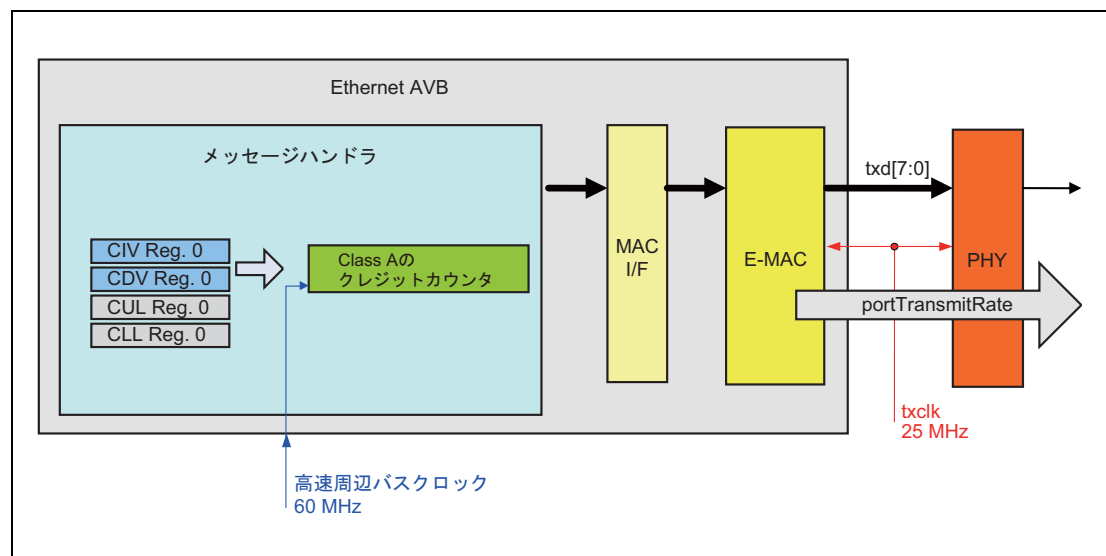 Ethernet AVB
メッセージハンドラ
CIV Reg. 0
CDV Reg. 0
CUL Reg. 0
CLL Reg. 0
Class Aの
クレジットカウンタ
MAC
I/F
E-MAC
txd[7:0]
PHY
portTransmitRate
txclk
25 MHz
高速周辺バスクロック
60 MHz